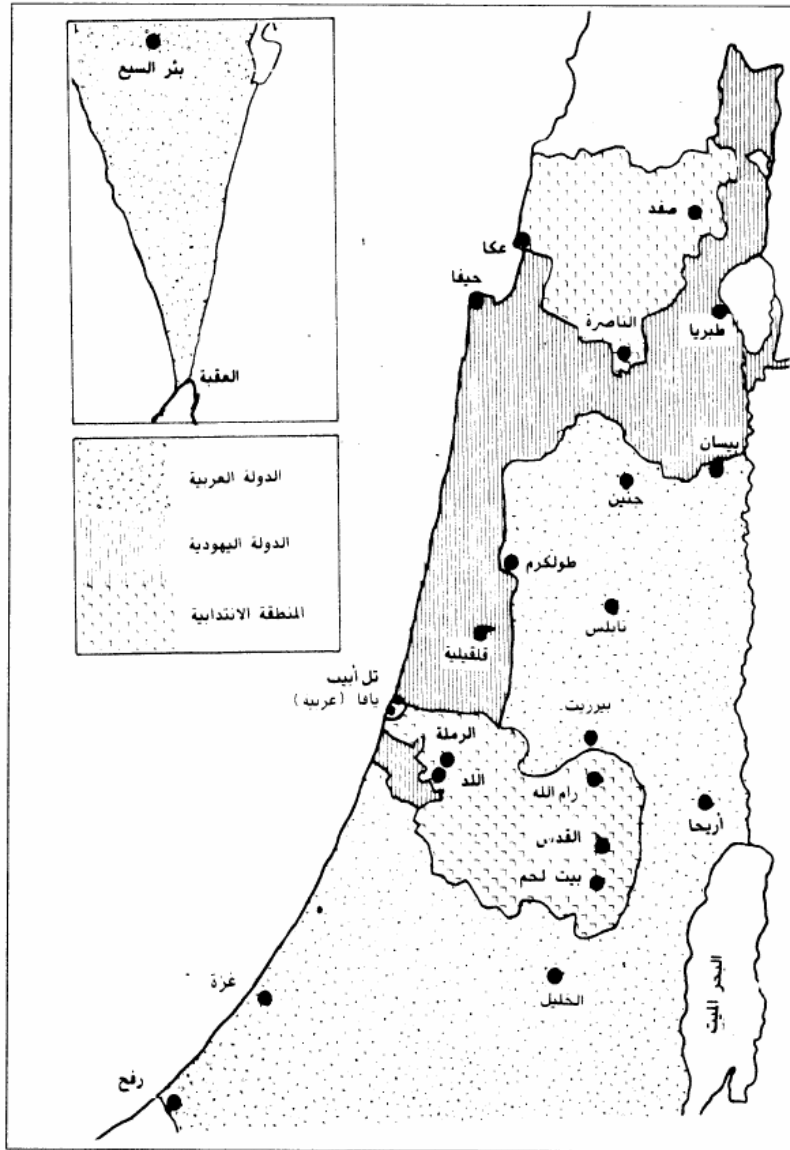 بئر السبع
العقبة
الدولة العربية
الدولة اليهودية
المنطقة الانتدابية
صفد
عكا
حيفا
الناصرة
طبريا
بيسان
جنين
طولكرم
نابلس
قلقيلية
تل أبيب
يافا (عربيه)
بيرزيت
الرملة
اللد
رام الله
أريحا
القدس
بيت لحم
البحر الميت
غزة
الخليل
رفح